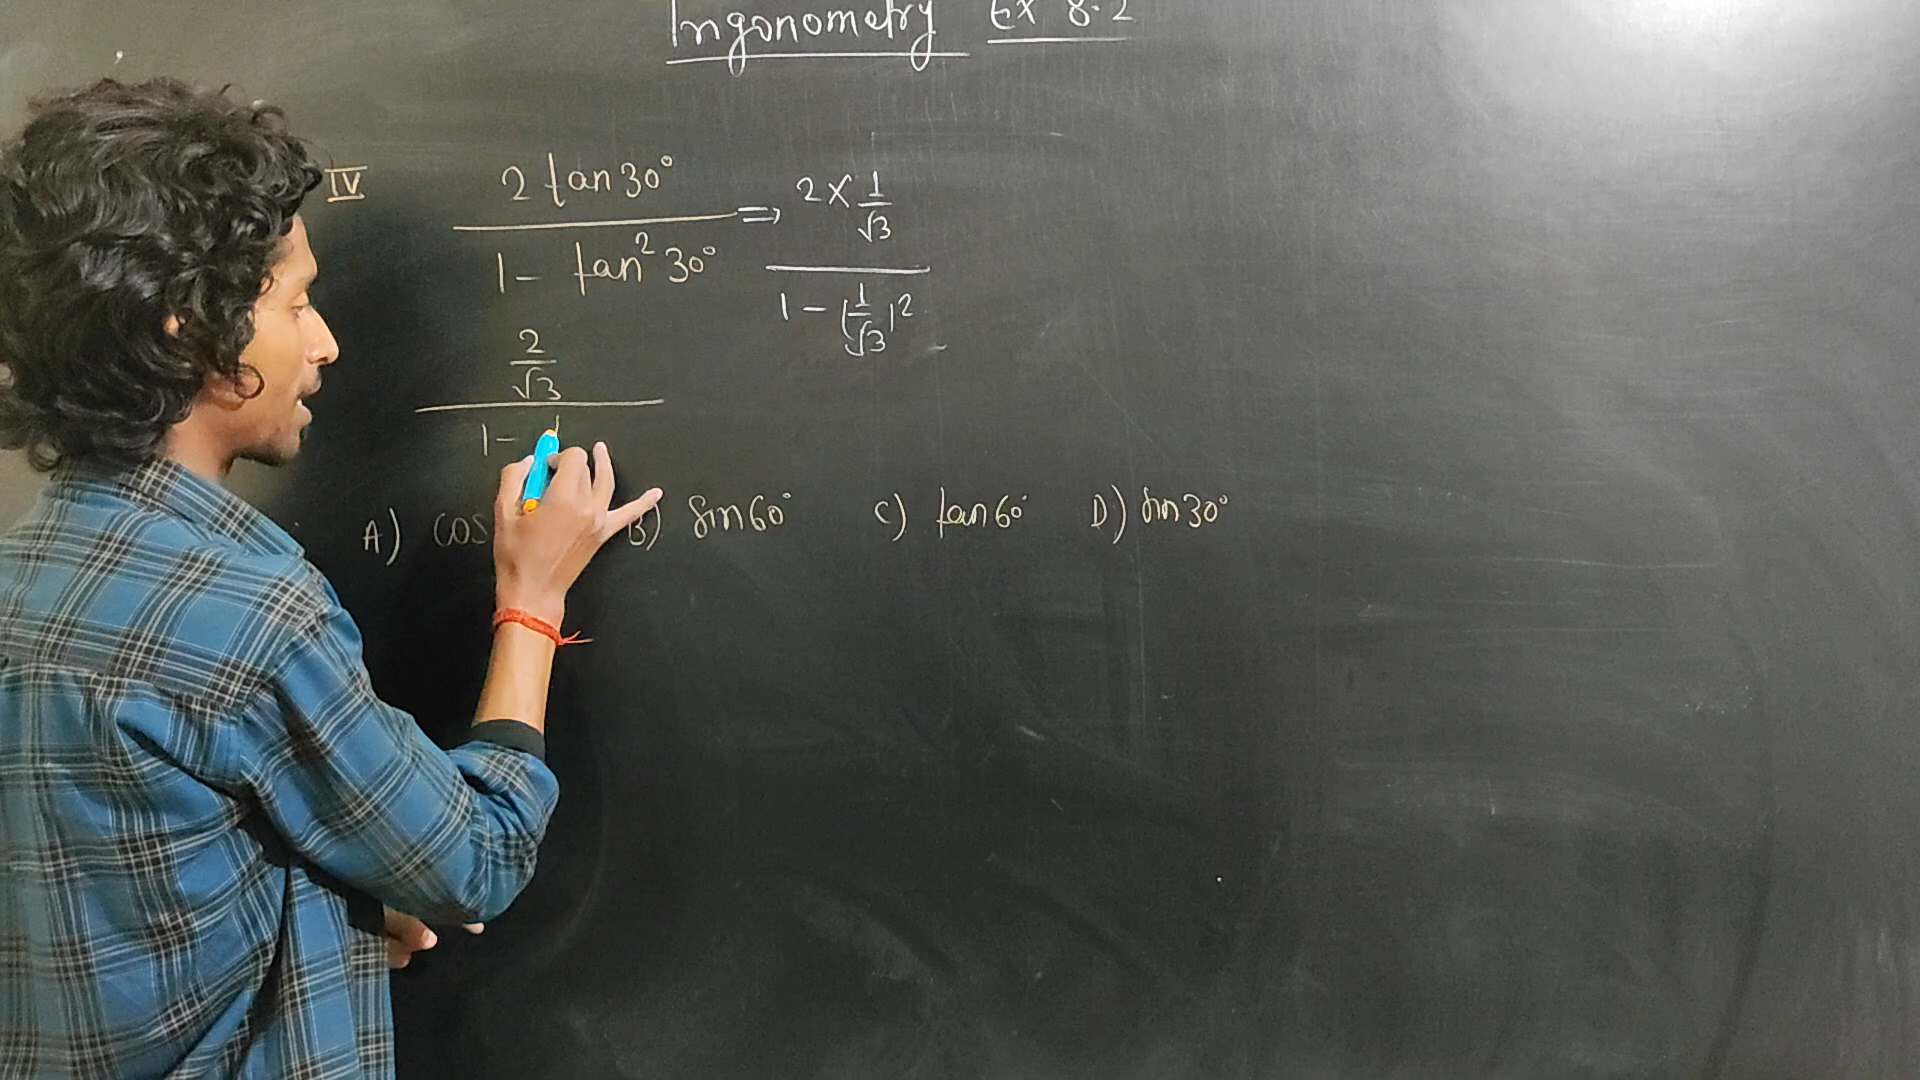 Trigonometry Ex 8.2
IV 2 tan 30° / 1 - tan² 30° ⇒ 2 × 1/√3 / 1 - (1/√3)²
2/√3 / 1 - 1
A) cos B) sin 60° C) tan 60° D) sin 30°